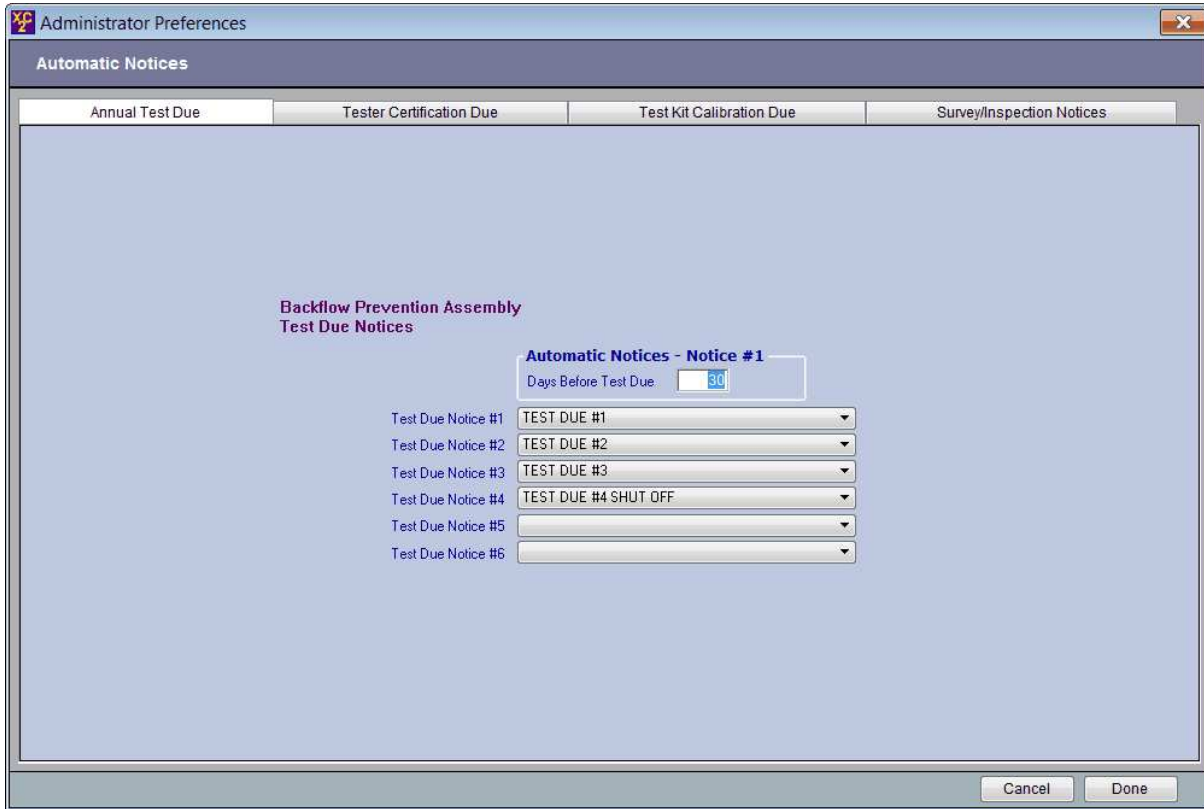 XC2 Administrator Preferences
Automatic Notices
Annual Test Due Tester Certification Due Test Kit Calibration Due Survey/Inspection Notices
Backflow Prevention Assembly
Test Due Notices
Automatic Notices - Notice #1
Days Before Test Due 30
Test Due Notice #1 TEST DUE #1
Test Due Notice #2 TEST DUE #2
Test Due Notice #3 TEST DUE #3
Test Due Notice #4 TEST DUE #4 SHUT OFF
Test Due Notice #5
Test Due Notice #6
Cancel Done